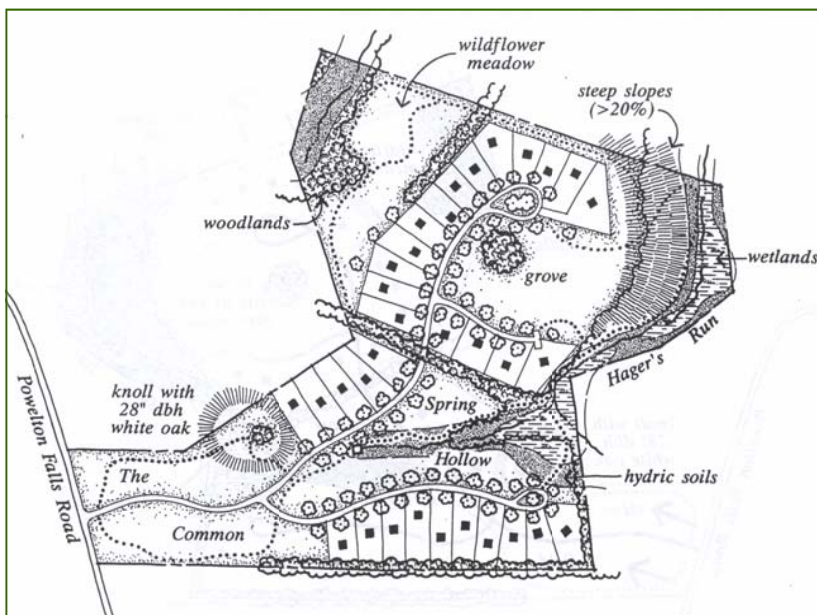 wildflower
meadow
steep slopes
(>20%)
woodlands
wetlands
grove
Hager's
Run
knoll with
28" dbh
white oak
Spring
Hollow
hydric soils
The
Common
Powelton Falls Road